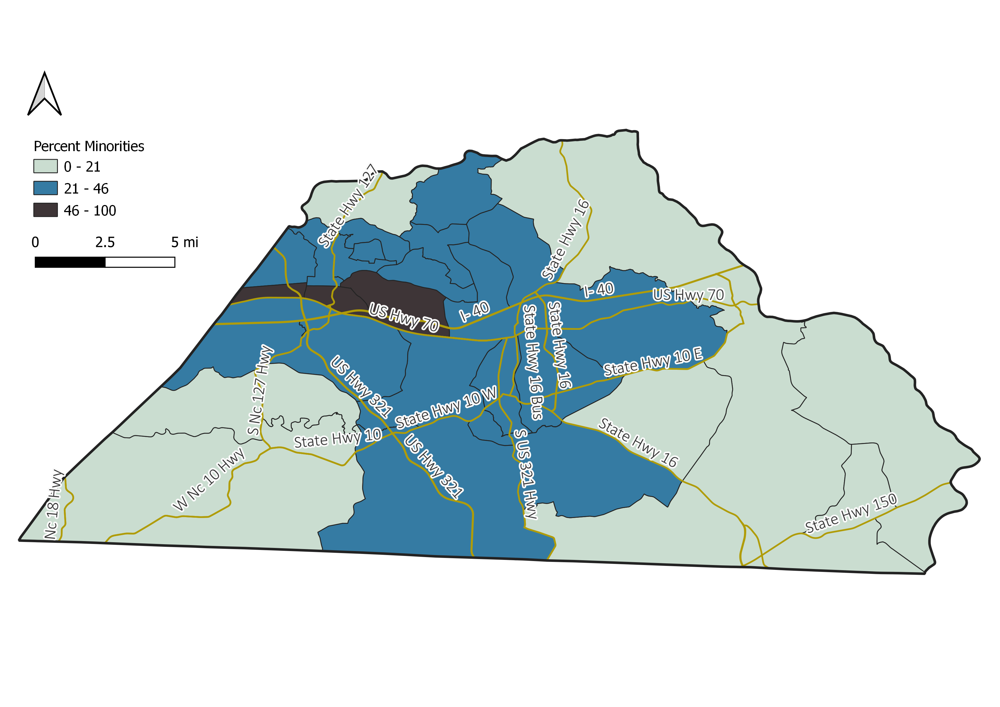 Percent Minorities
0 - 21
21 - 46
46 - 100
0 2.5 5 mi
State Hwy 127
State Hwy 16
I- 40
US Hwy 70
I- 40
US Hwy 70
State Hwy 16 Bus
State Hwy 16
State Hwy 10 E
S Nc 127 Hwy
US Hwy 321
State Hwy 10 W
State Hwy 10
W Nc 10 Hwy
US Hwy 321
S US 321 Hwy
State Hwy 16
Nc 18 Hwy
State Hwy 150